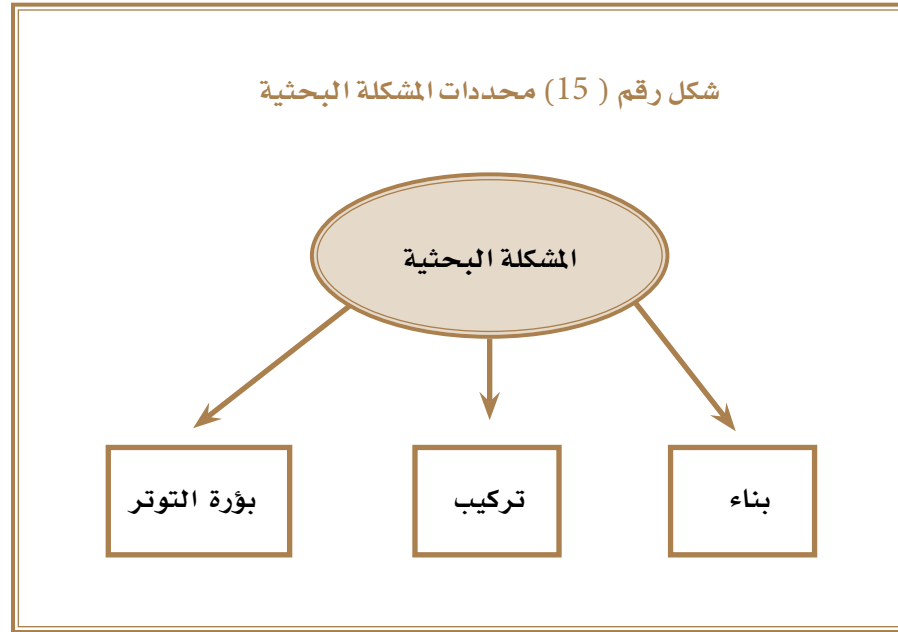 شكل رقم ( 15) محددات المشكلة البحثية
المشكلة البحثية
بناء
تركيب
بؤرة التوتر